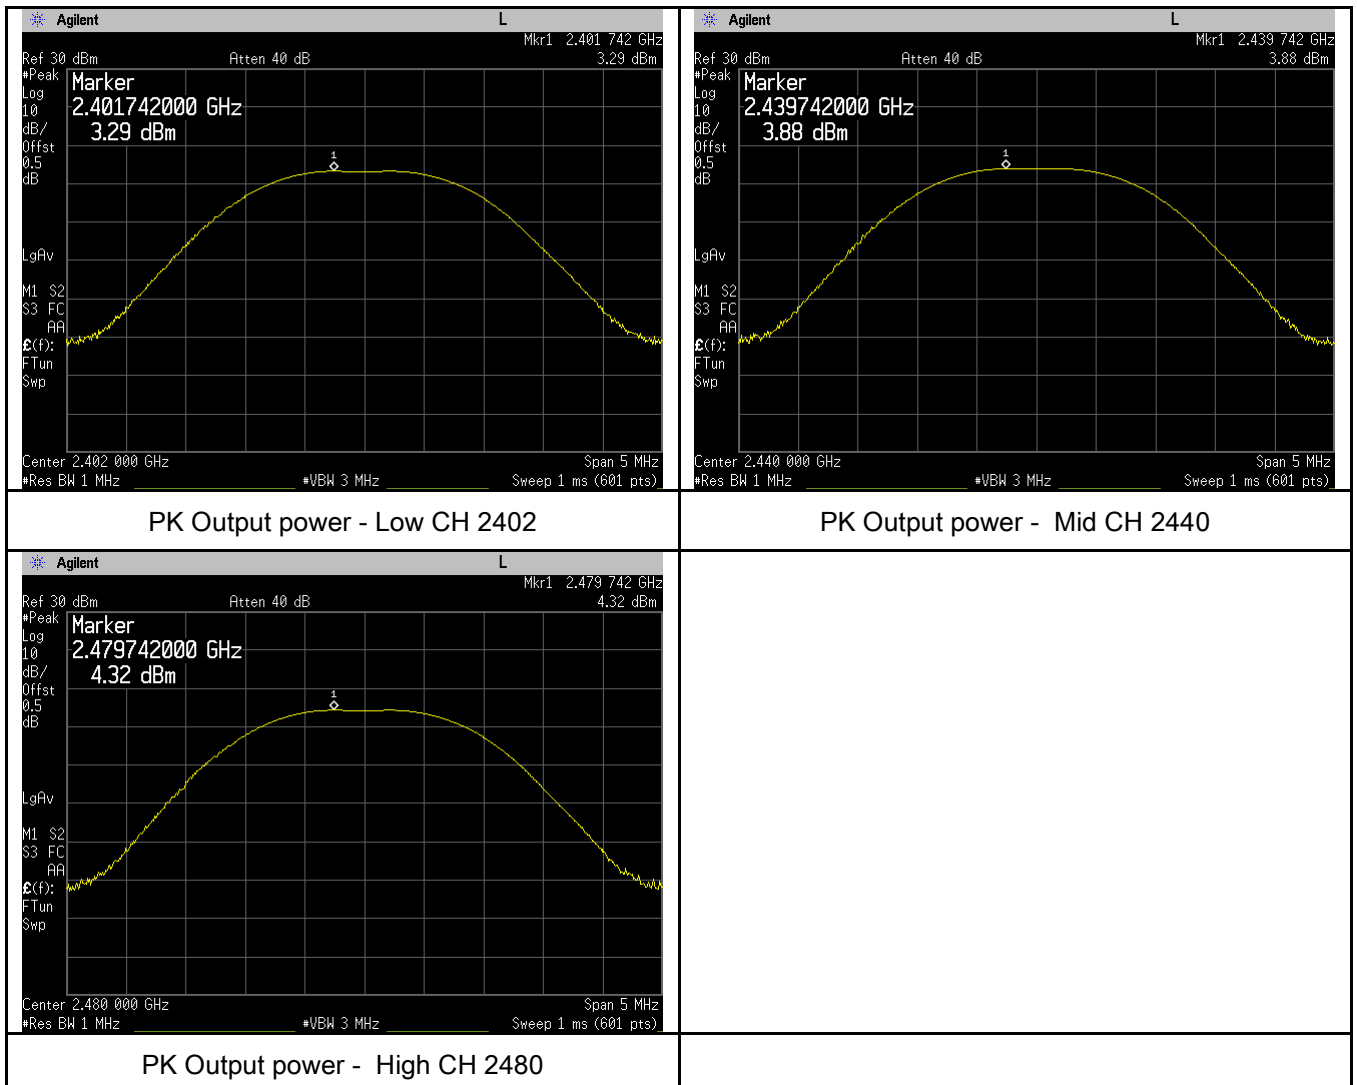 Agilent L
Mkr1 2.401 742 GHz
Ref 30 dBm Atten 40 dB 3.29 dBm
#Peak
Log
10
dB/
Offst
0.5
dB
Marker
2.401742000 GHz
3.29 dBm
1
LgAv
M1 S2
S3 FC
AA
£(f):
FTun
Swp
Center 2.402 000 GHz Span 5 MHz
#Res BW 1 MHz #VBW 3 MHz Sweep 1 ms (601 pts)
PK Output power - Low CH 2402
Agilent L
Mkr1 2.439 742 GHz
Ref 30 dBm Atten 40 dB 3.88 dBm
#Peak
Log
10
dB/
Offst
0.5
dB
Marker
2.439742000 GHz
3.88 dBm
1
LgAv
M1 S2
S3 FC
AA
£(f):
FTun
Swp
Center 2.440 000 GHz Span 5 MHz
#Res BW 1 MHz #VBW 3 MHz Sweep 1 ms (601 pts)
PK Output power - Mid CH 2440
Agilent L
Mkr1 2.479 742 GHz
Ref 30 dBm Atten 40 dB 4.32 dBm
#Peak
Log
10
dB/
Offst
0.5
dB
Marker
2.479742000 GHz
4.32 dBm
1
LgAv
M1 S2
S3 FC
AA
£(f):
FTun
Swp
Center 2.480 000 GHz Span 5 MHz
#Res BW 1 MHz #VBW 3 MHz Sweep 1 ms (601 pts)
PK Output power - High CH 2480